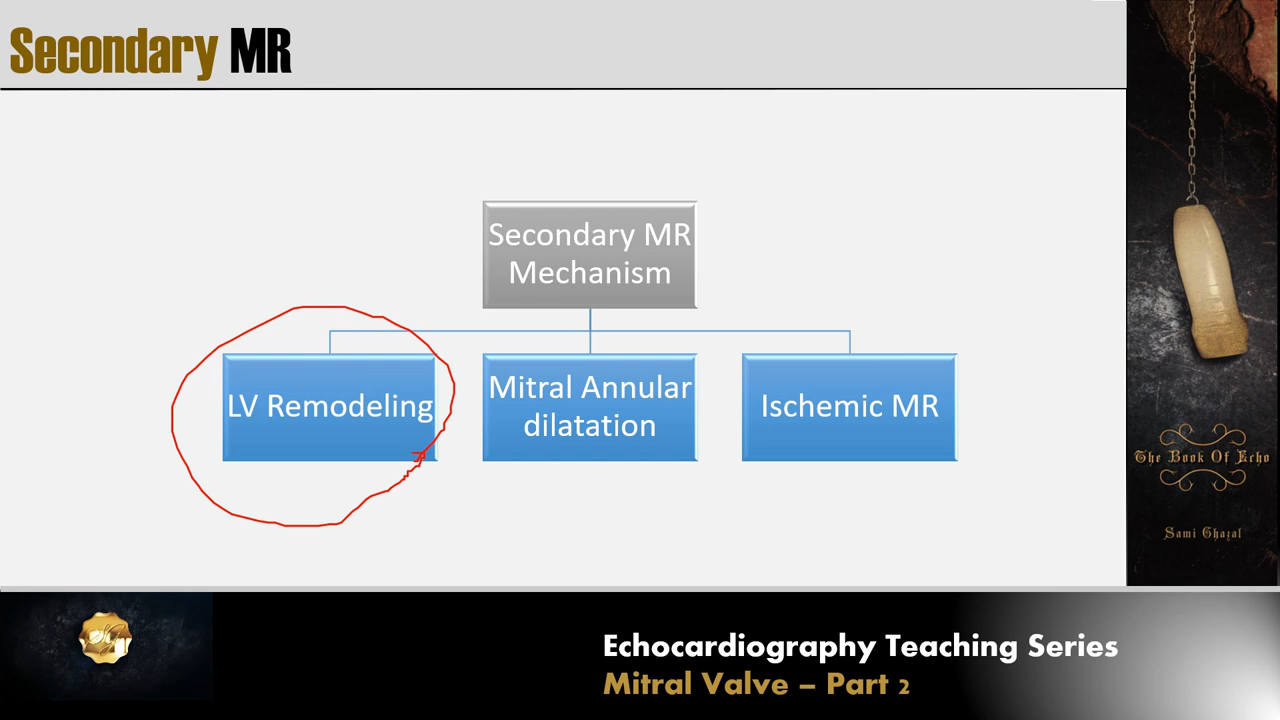 Secondary MR
Secondary MR
Mechanism
LV Remodeling
Mitral Annular
dilatation
Ischemic MR
The Book Of Echo
Sami Ghazal
Echocardiography Teaching Series
Mitral Valve – Part 2